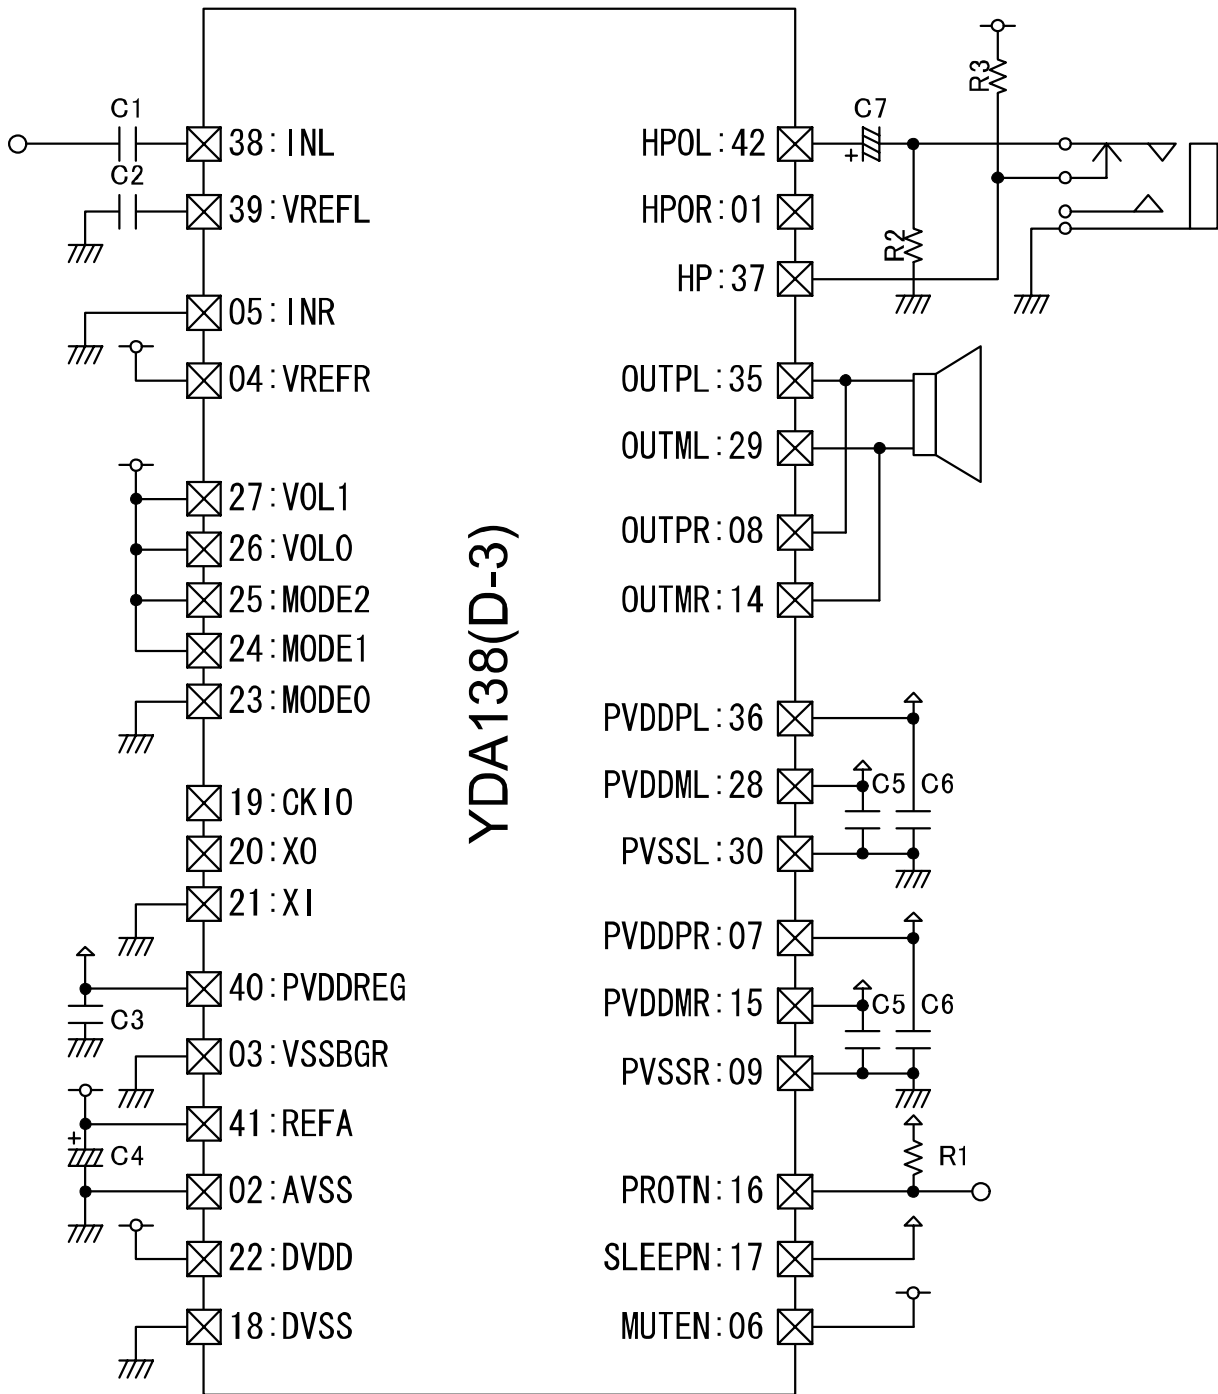 C1
38:INL
C2
39:VREFL
05:INR
04:VREFR
27:VOL1
26:VOL0
25:MODE2
24:MODE1
23:MODE0
19:CKIO
20:XO
21:XI
40:PVDDREG
C3
03:VSSBGR
41:REFA
+
C4
02:AVSS
22:DVDD
18:DVSS
YDA138(D-3)
R3
C7
HPOL:42
+
HPOR:01
R2
HP:37
OUTPL:35
OUTML:29
OUTPR:08
OUTMR:14
PVDDPL:36
PVDDML:28
C5
C6
PVSSL:30
PVDDPR:07
PVDDMR:15
C5
C6
PVSSR:09
R1
PROTN:16
SLEEPN:17
MUTEN:06